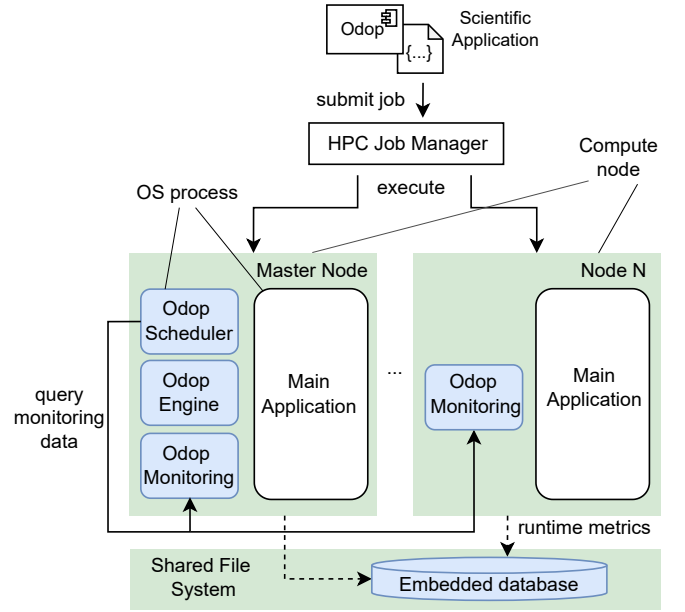 Odop
{...}
Scientific
Application
submit job
HPC Job Manager
execute
Compute
node
OS process
Master Node
Node N
Odop
Scheduler
Odop
Engine
Odop
Monitoring
Main
Application
...
Odop
Monitoring
Main
Application
query
monitoring
data
runtime metrics
Shared File
System
Embedded database